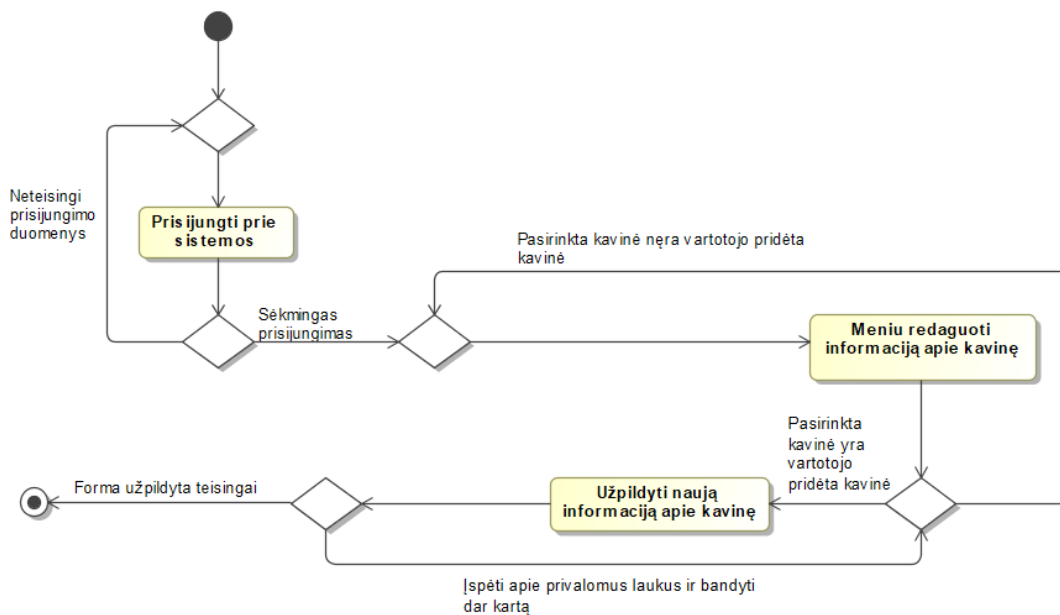 Neteisingi
prisijungimo
duomenys
Prisijungti prie
sistemos
Sėkmingas
prisijungimas
Pasirinkta kavinė nęra vartotojo pridėta
kavinė
Meniu redaguoti
informaciją apie kavinę
Pasirinkta
kavinė yra
vartotojo
pridėta kavinė
Užpildyti naują
informaciją apie kavinę
Forma užpildyta teisingai
Įspėti apie privalomus laukus ir bandyti
dar kartą